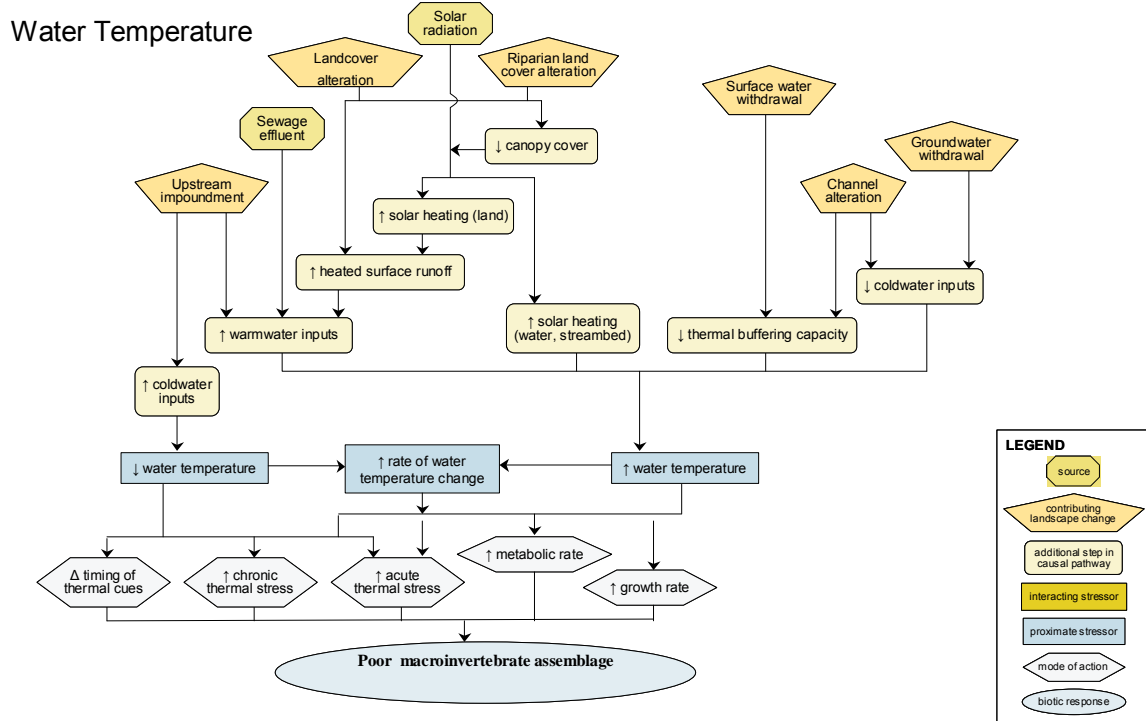 Water Temperature
Solar
radiation
Landcover
alteration
Riparian land
cover alteration
Surface water
withdrawal
Sewage
effluent
↓ canopy cover
Groundwater
withdrawal
Upstream
impoundment
Channel
alteration
↑ solar heating (land)
↑ heated surface runoff
↓ coldwater inputs
↑ warmwater inputs
↑ solar heating
(water, streambed)
↓ thermal buffering capacity
↑ coldwater
inputs
↓ water temperature
↑ rate of water
temperature change
↑ water temperature
Δ timing of
thermal cues
↑ chronic
thermal stress
↑ acute
thermal stress
↑ metabolic rate
↑ growth rate
Poor macroinvertebrate assemblage
LEGEND
source
contributing
landscape change
additional step in
causal pathway
interacting stressor
proximate stressor
mode of action
biotic response